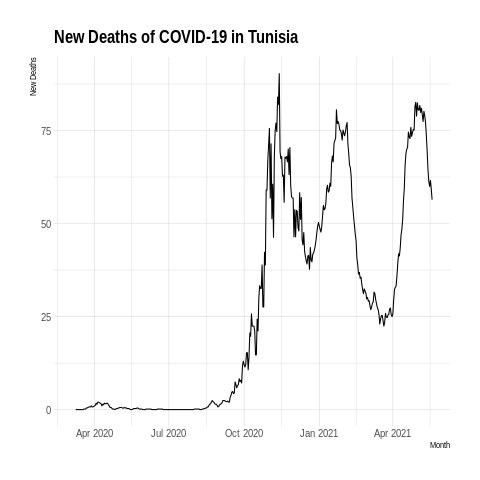 New Deaths of COVID-19 in Tunisia
New Deaths
75
50
25
0
Apr 2020 Jul 2020 Oct 2020 Jan 2021 Apr 2021
Month